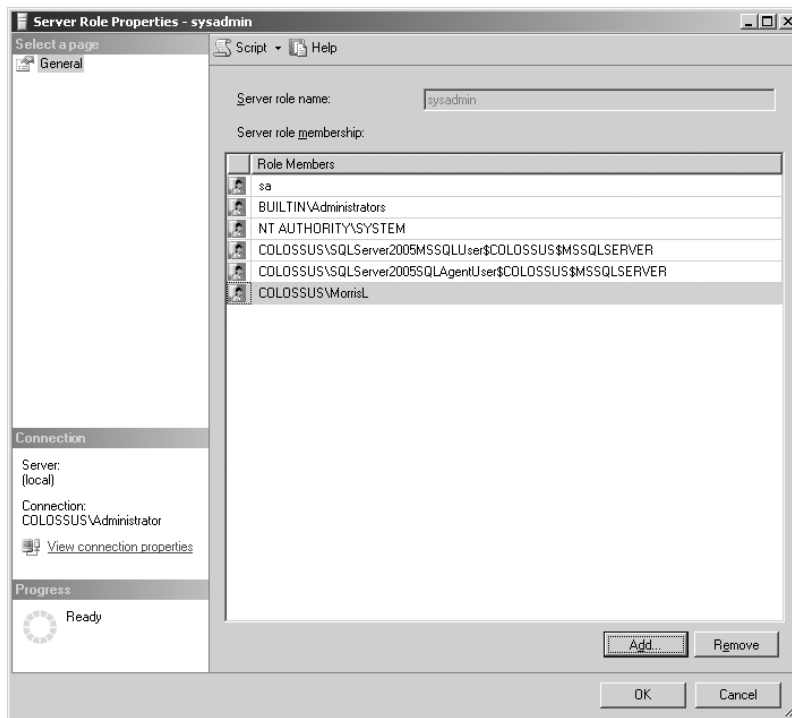 Server Role Properties - sysadmin
Select a page
General
Script
Help
Server role name:
sysadmin
Server role membership:
Role Members
sa
BUILTIN\Administrators
NT AUTHORITY\SYSTEM
COLOSSUS\SQLServer2005MSSQLUser$COLOSSUS$MSSQLSERVER
COLOSSUS\SQLServer2005SQLAgentUser$COLOSSUS$MSSQLSERVER
COLOSSUS\MorrisL
Connection
Server:
(local)
Connection:
COLOSSUS\Administrator
View connection properties
Progress
Ready
Add...
Remove
OK
Cancel